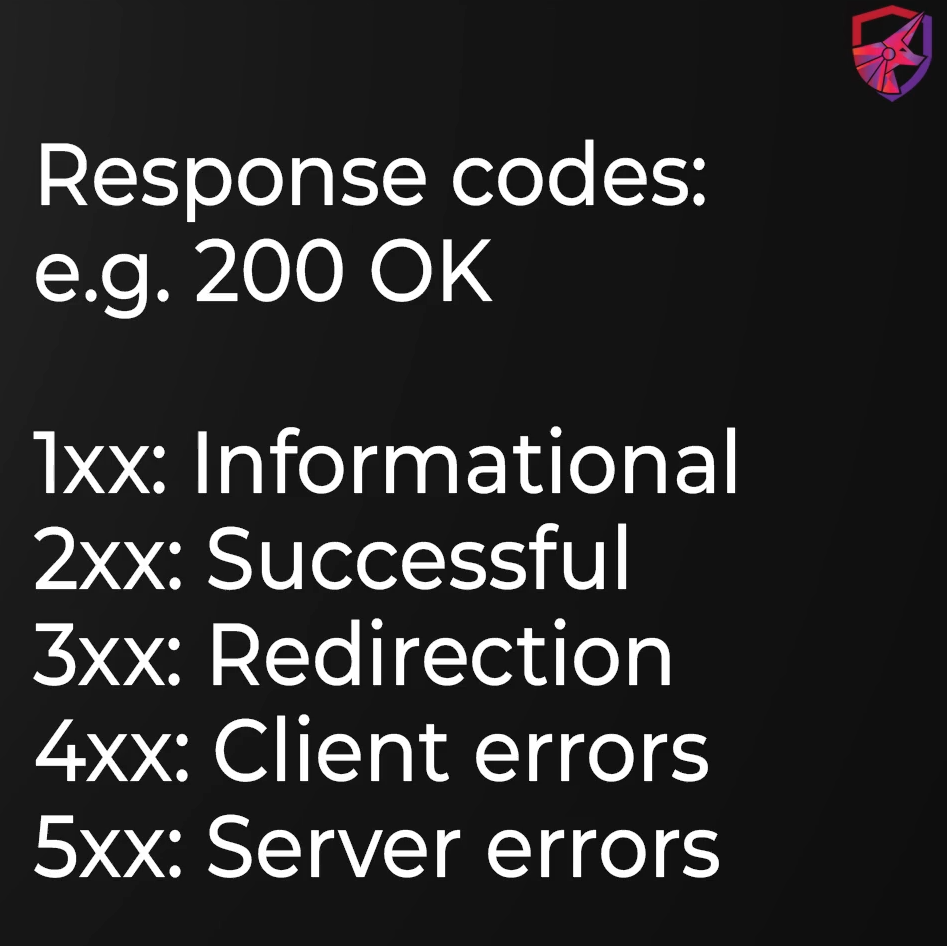 Response codes:
e.g. 200 OK
1xx: Informational
2xx: Successful
3xx: Redirection
4xx: Client errors
5xx: Server errors